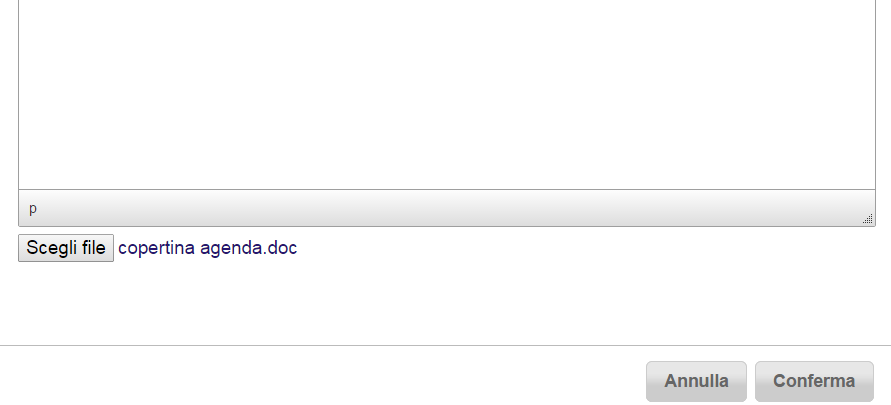 p
Scegli file copertina agenda.doc
Annulla Conferma